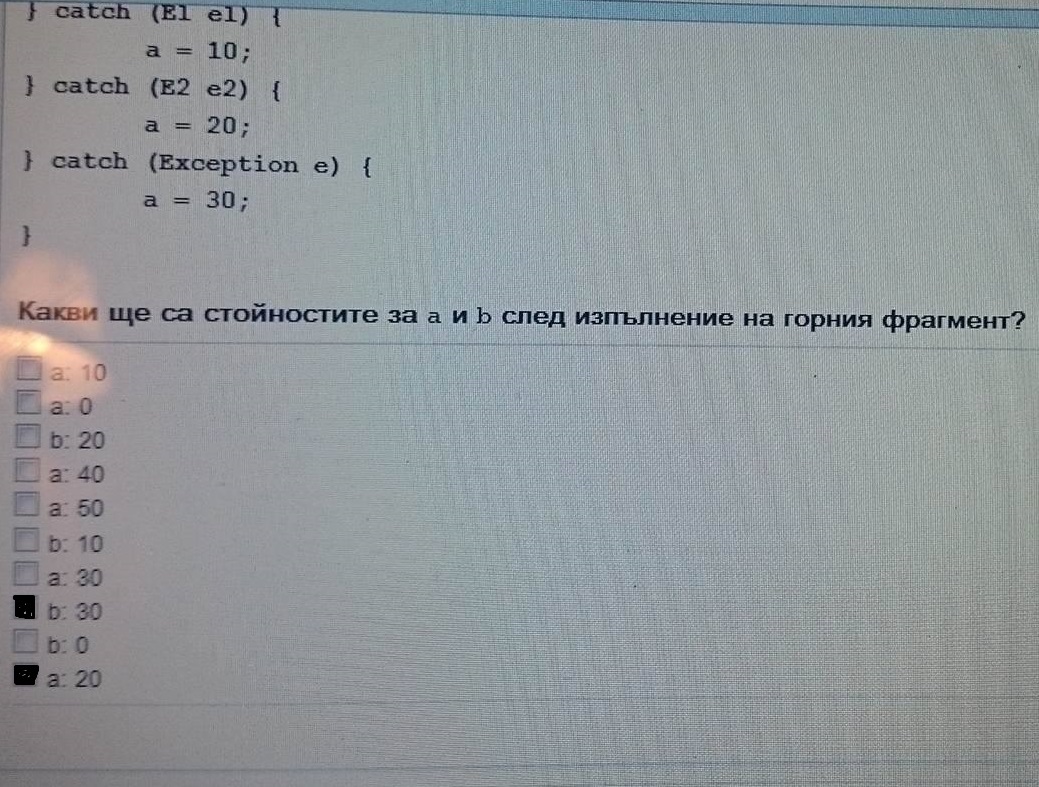 } catch (E1 e1) {
a = 10;
} catch (E2 e2) {
a = 20;
} catch (Exception e) {
a = 30;
}
Какви ще са стойностите за a и b след изпълнение на горния фрагмент?
a: 10
a: 0
b: 20
a: 40
a: 50
b: 10
a: 30
b: 30
b: 0
a: 20